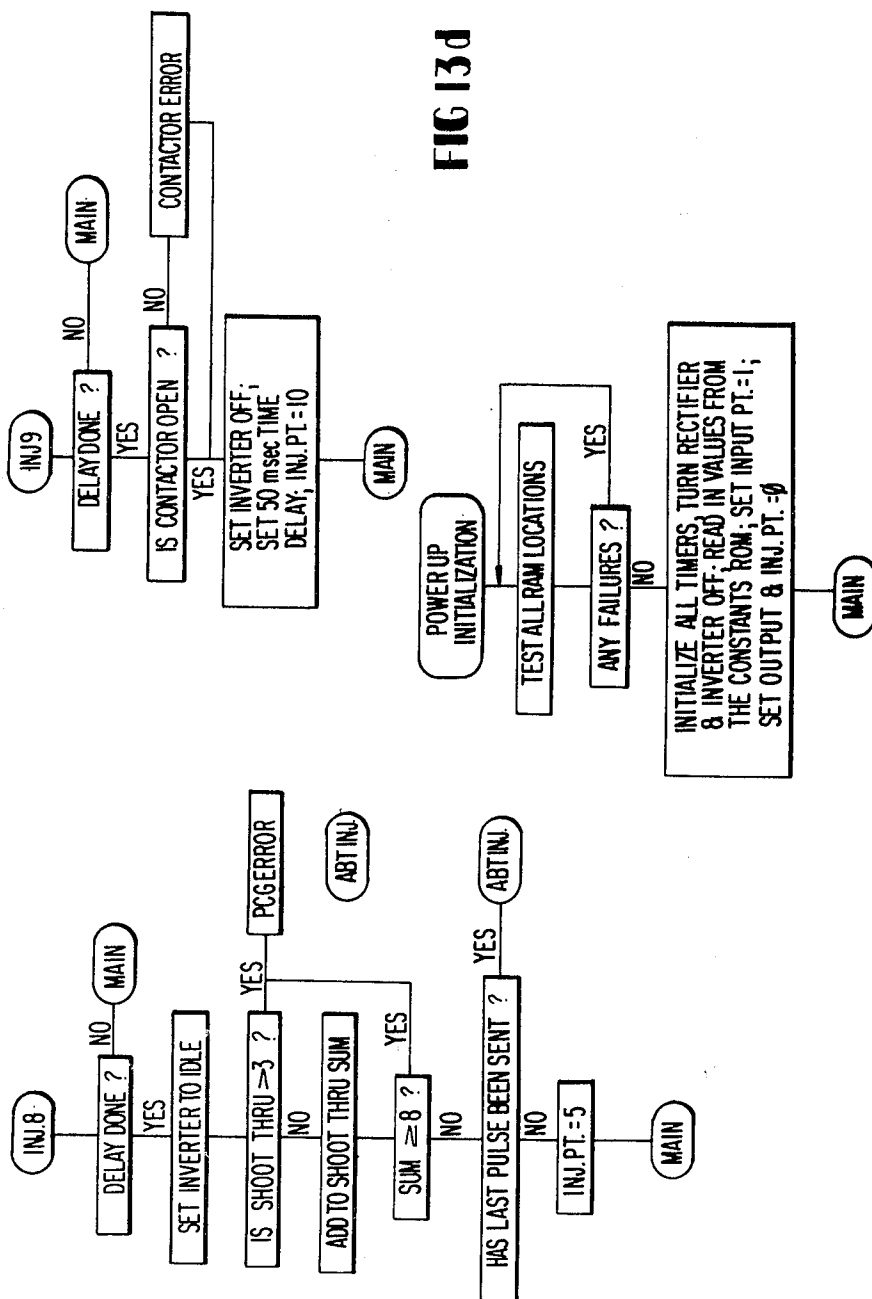 INJ.8
DELAY DONE ?
NO
MAIN
YES
SET INVERTER TO IDLE
IS SHOOT THRU >3 ?
YES
PCG ERROR
ABT INJ.
NO
ADD TO SHOOT THRU SUM
SUM ≥ 8 ?
YES
NO
HAS LAST PULSE BEEN SENT ?
YES
ABT INJ.
NO
INJ. PT. = 5
MAIN
INJ 9
DELAY DONE ?
NO
MAIN
YES
IS CONTACTOR OPEN ?
NO
CONTACTOR ERROR
YES
SET INVERTER OFF;
SET 50 msec TIME
DELAY; INJ. PT. = 10
MAIN
POWER UP
INITIALIZATION
TEST ALL RAM LOCATIONS
ANY FAILURES ?
YES
NO
INITIALIZE ALL TIMERS, TURN RECTIFIER
& INVERTER OFF; READ IN VALUES FROM
THE CONSTANTS ROM; SET INPUT PT. = 1;
SET OUTPUT & INJ. PT. = Ø
MAIN
FIG 13d